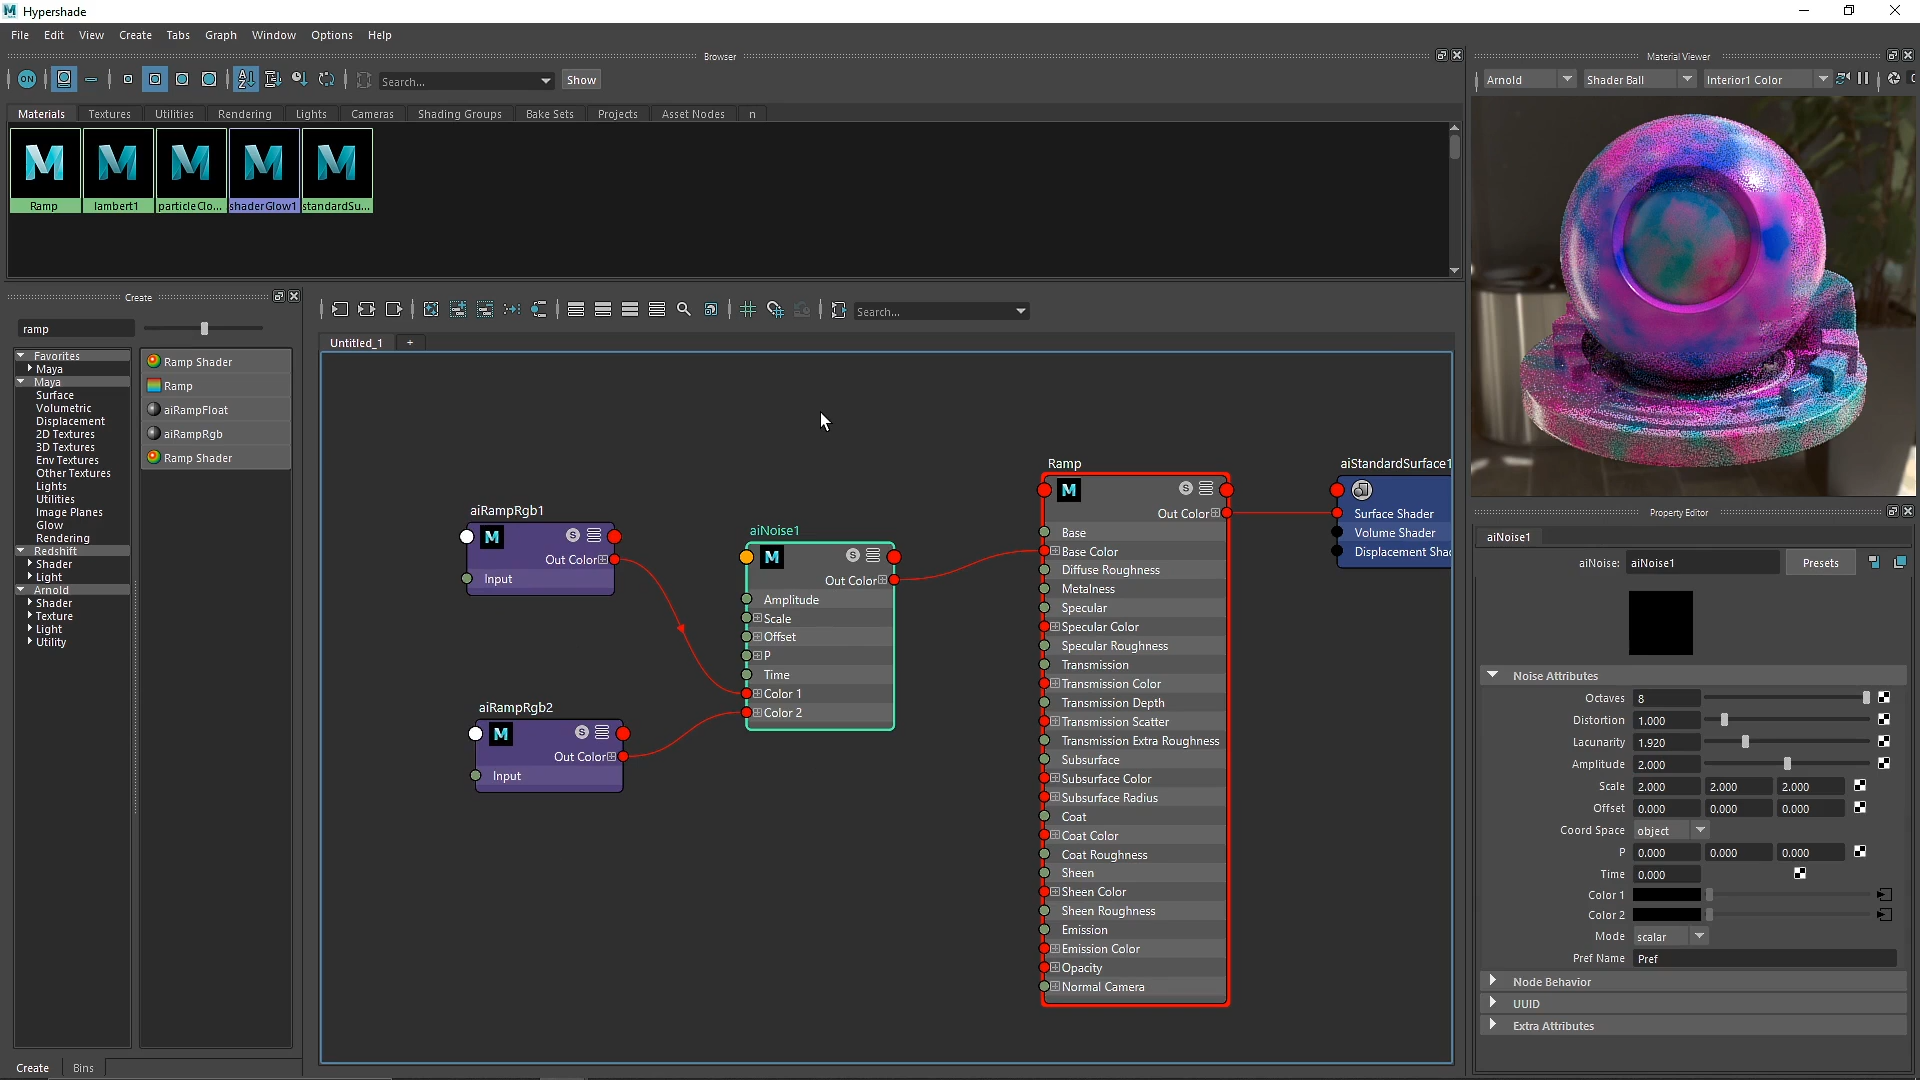 Hypershade
File Edit View Create Tabs Graph Window Options Help
Browser
ON
Search...
Show
Materials Textures Utilities Rendering Lights Cameras Shading Groups Bake Sets Projects Asset Nodes n
Ramp lambert1 particleClo... shaderGlow1 standardSu...
Create
ramp
Favorites
Maya
Maya
Surface
Volumetric
Displacement
2D Textures
3D Textures
Env Textures
Other Textures
Lights
Utilities
Image Planes
Glow
Rendering
Redshift
Shader
Light
Arnold
Shader
Texture
Light
Utility
Ramp Shader
Ramp
aiRampFloat
aiRampRgb
Ramp Shader
Create Bins
Search...
Untitled_1 +
aiRampRgb1
M
S
Out Color
Input
aiRampRgb2
M
S
Out Color
Input
aiNoise1
M
S
Out Color
Amplitude
Scale
Offset
P
Time
Color 1
Color 2
Ramp
M
S
Out Color
Base
Base Color
Diffuse Roughness
Metalness
Specular
Specular Color
Specular Roughness
Transmission
Transmission Color
Transmission Depth
Transmission Scatter
Transmission Extra Roughness
Subsurface
Subsurface Color
Subsurface Radius
Coat
Coat Color
Coat Roughness
Sheen
Sheen Color
Sheen Roughness
Emission
Emission Color
Opacity
Normal Camera
aiStandardSurface1
Surface Shader
Volume Shader
Displacement Shad
Material Viewer
Arnold Shader Ball Interior1 Color
Property Editor
aiNoise1
aiNoise: aiNoise1 Presets
Noise Attributes
Octaves 8
Distortion 1.000
Lacunarity 1.920
Amplitude 2.000
Scale 2.000 2.000 2.000
Offset 0.000 0.000 0.000
Coord Space object
P 0.000 0.000 0.000
Time 0.000
Color 1
Color 2
Mode scalar
Pref Name Pref
Node Behavior
UUID
Extra Attributes